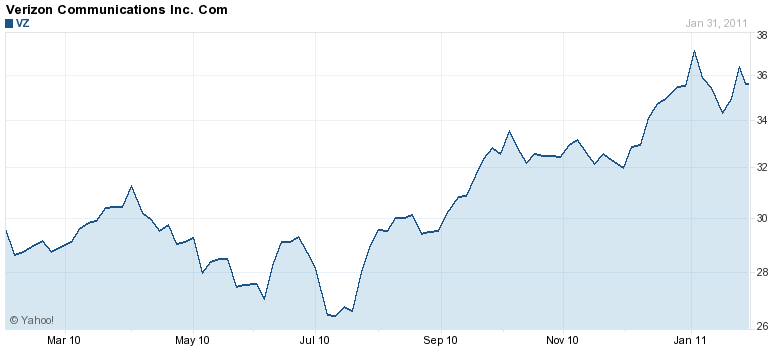 Verizon Communications Inc. Com
VZ
Jan 31, 2011
38
36
34
32
30
28
26
© Yahoo!
Mar 10 May 10 Jul 10 Sep 10 Nov 10 Jan 11